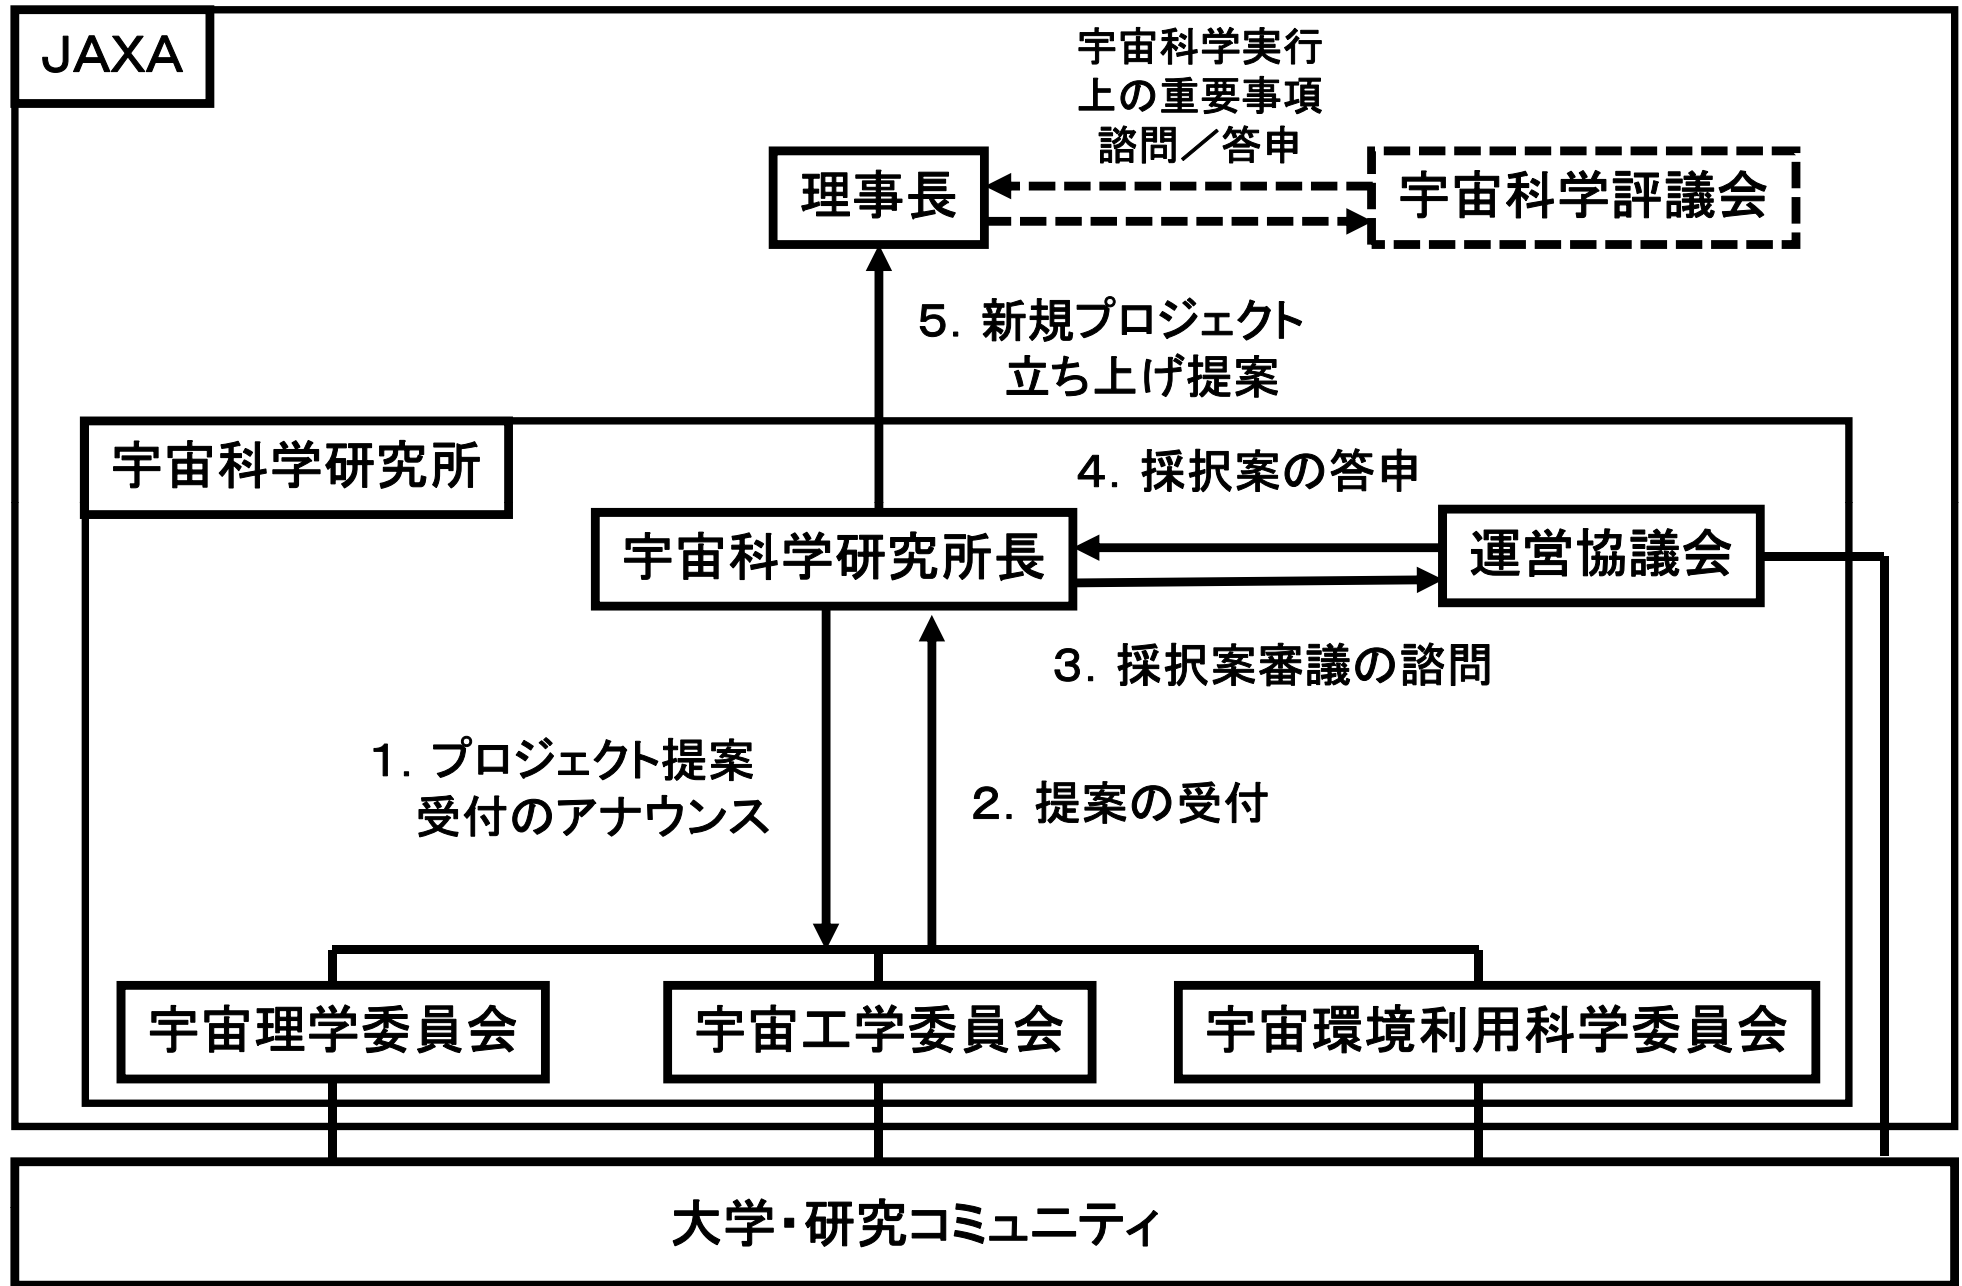 JAXA
宇宙科学実行
上の重要事項
諮問／答申
理事長
宇宙科学評議会
５．新規プロジェクト
立ち上げ提案
宇宙科学研究所
４．採択案の答申
宇宙科学研究所長
運営協議会
３．採択案審議の諮問
１．プロジェクト提案
受付のアナウンス
２．提案の受付
宇宙理学委員会
宇宙工学委員会
宇宙環境利用科学委員会
大学・研究コミュニティ